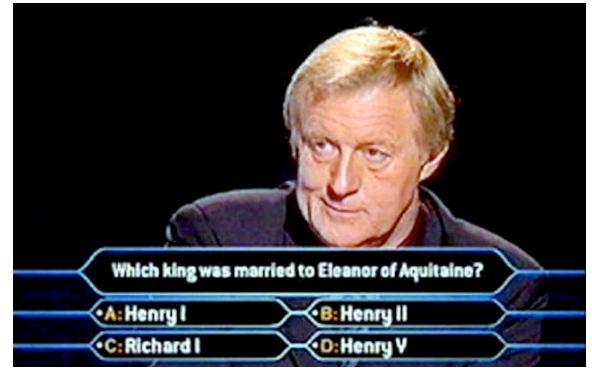 Which king was married to Eleanor of Aquitaine?
•A: Henry I •B: Henry II
•C: Richard I •D: Henry V